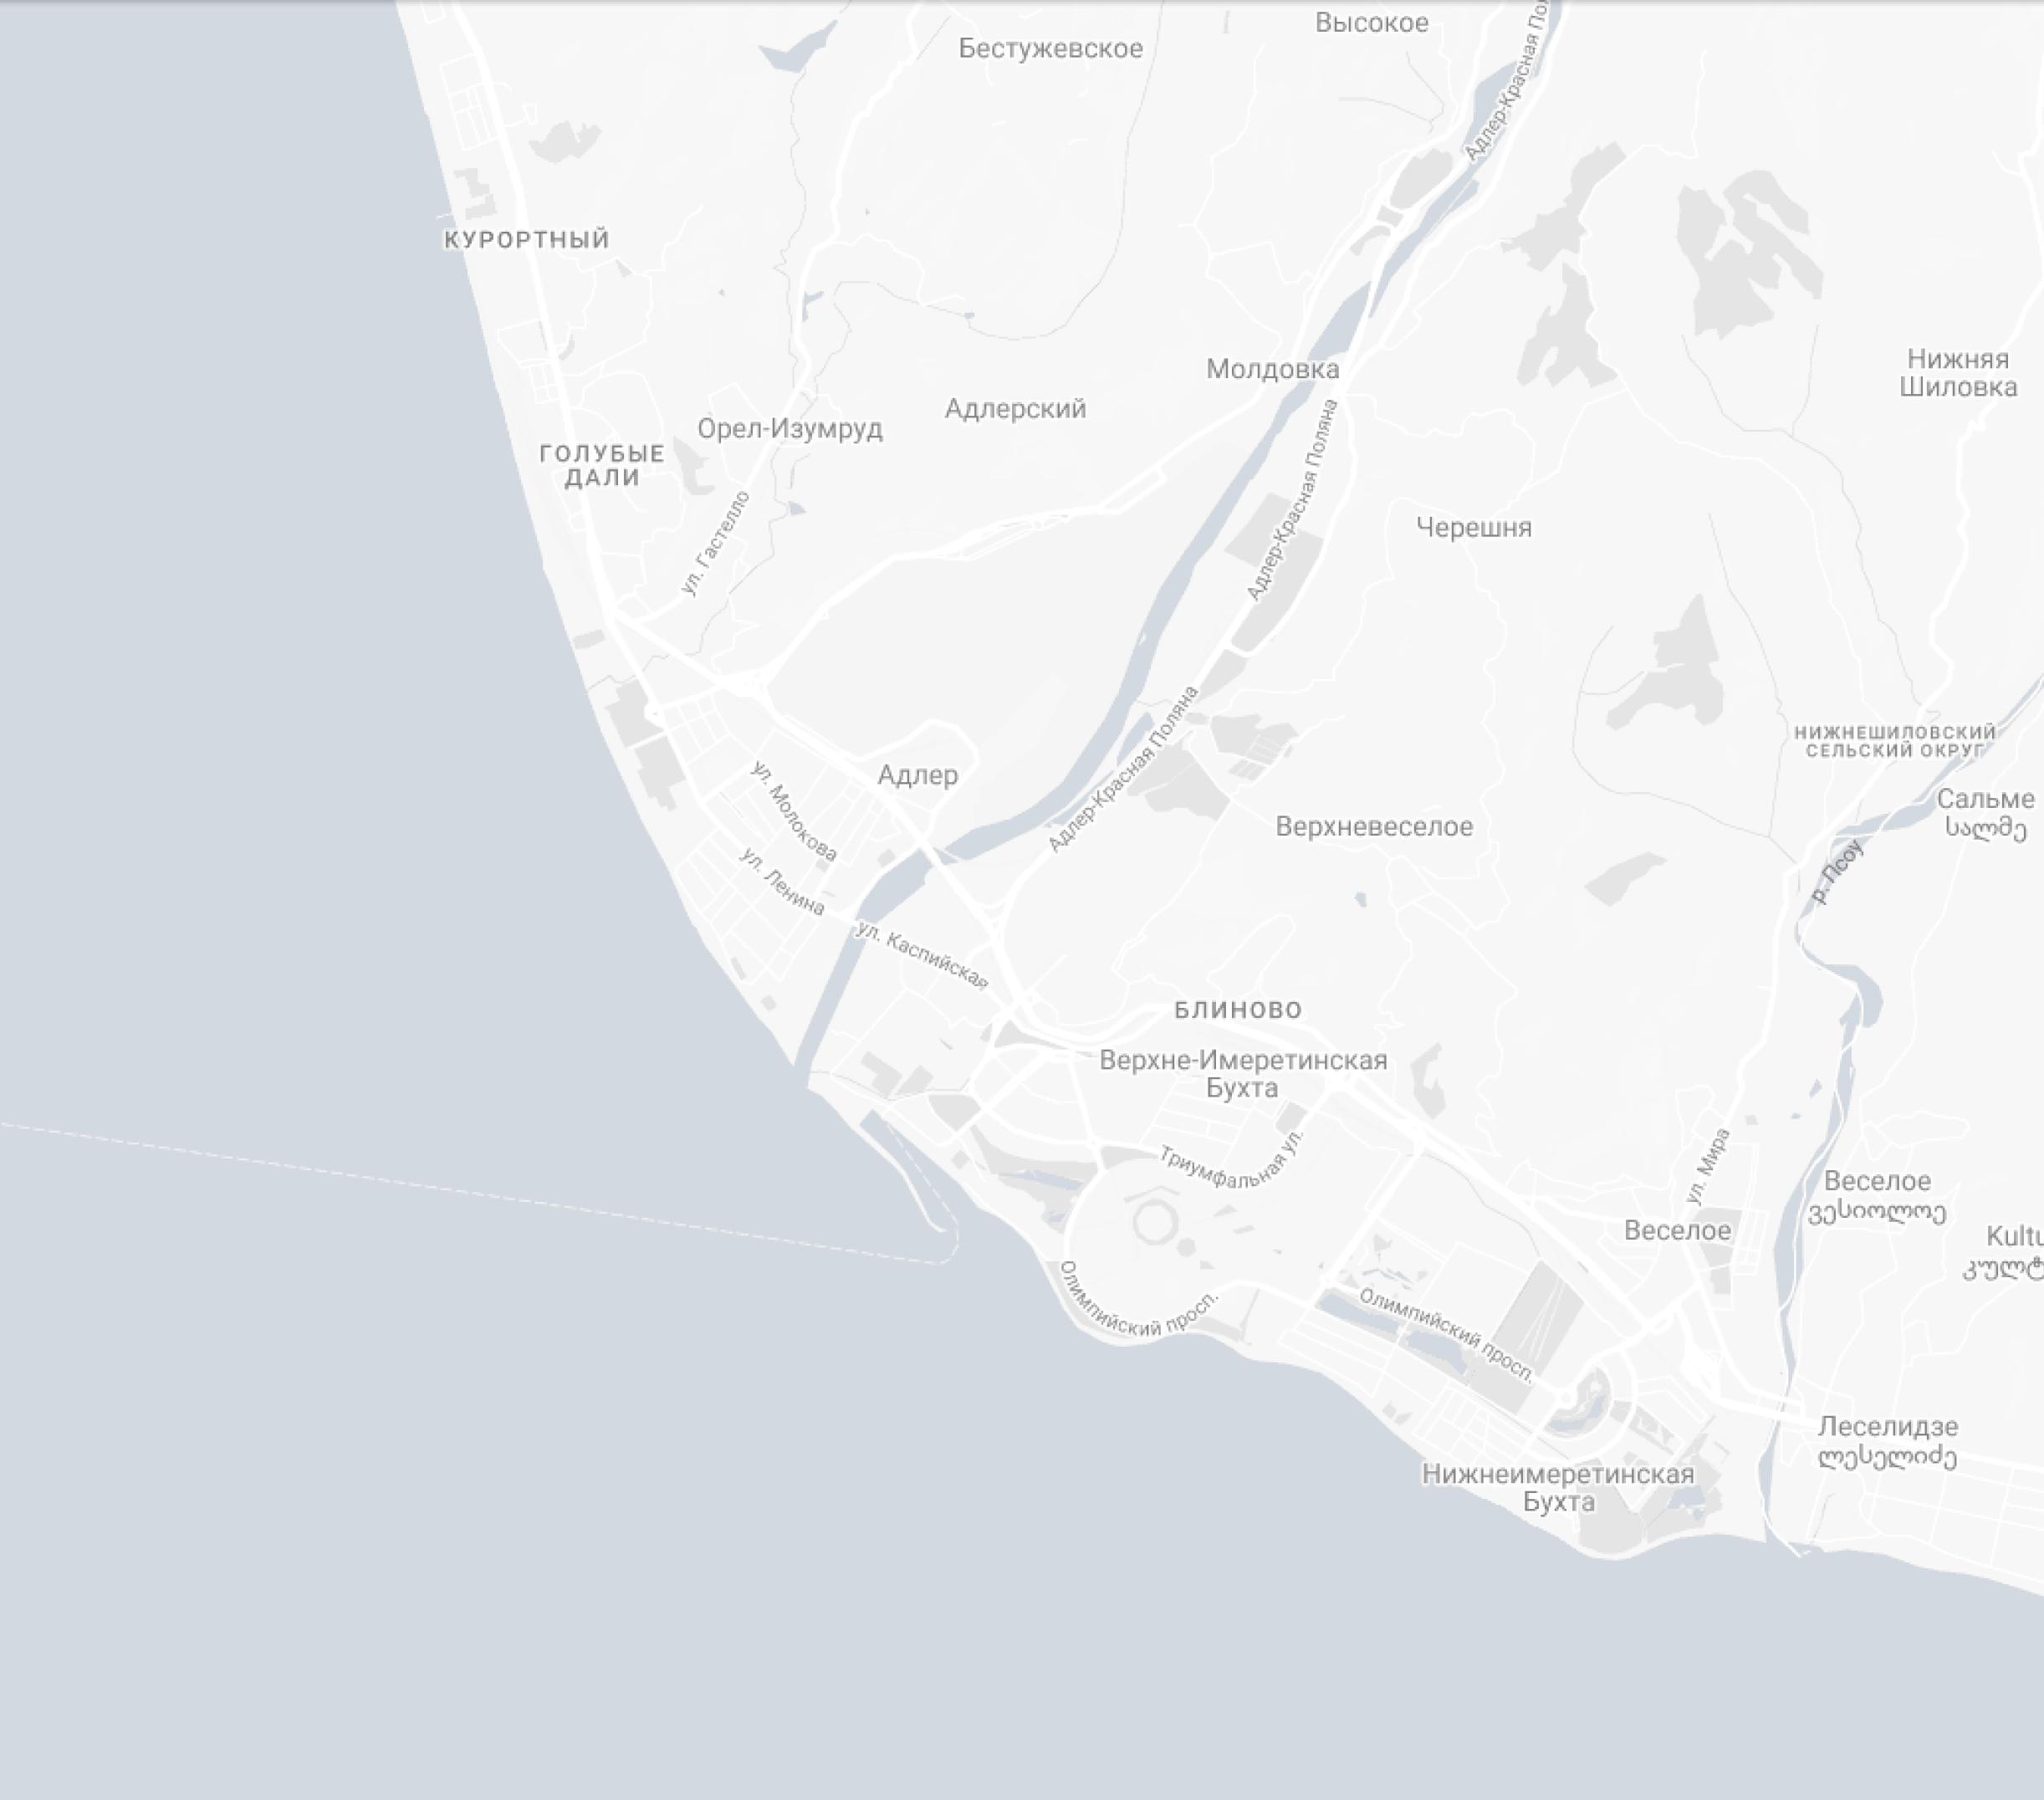 Высокое
Бестужевское
Адлер-Красная
КУРОРТНЫЙ
Молдовка
Нижняя
Шиловка
Адлерский
Орел-Изумруд
ГОЛУБЫЕ
ДАЛИ
Адлер-Красная Поляна
Черешня
ул. Гастелло
НИЖНЕШИЛОВСКИЙ
СЕЛЬСКИЙ ОКРУГ
Адлер
Адлер-Красная Поляна
ул. Молокова
Сальме
სალმე
Верхневеселое
р. Псоу
ул. Ленина
ул. Каспийская
БЛИНОВО
Верхне-Имеретинская
Бухта
Триумфальная ул.
ул. Мира
Веселое
ვესიოლოე
Веселое
Олимпийский просп.
Олимпийский просп.
Леселидзе
ლესელიძე
Нижнеимеретинская
Бухта